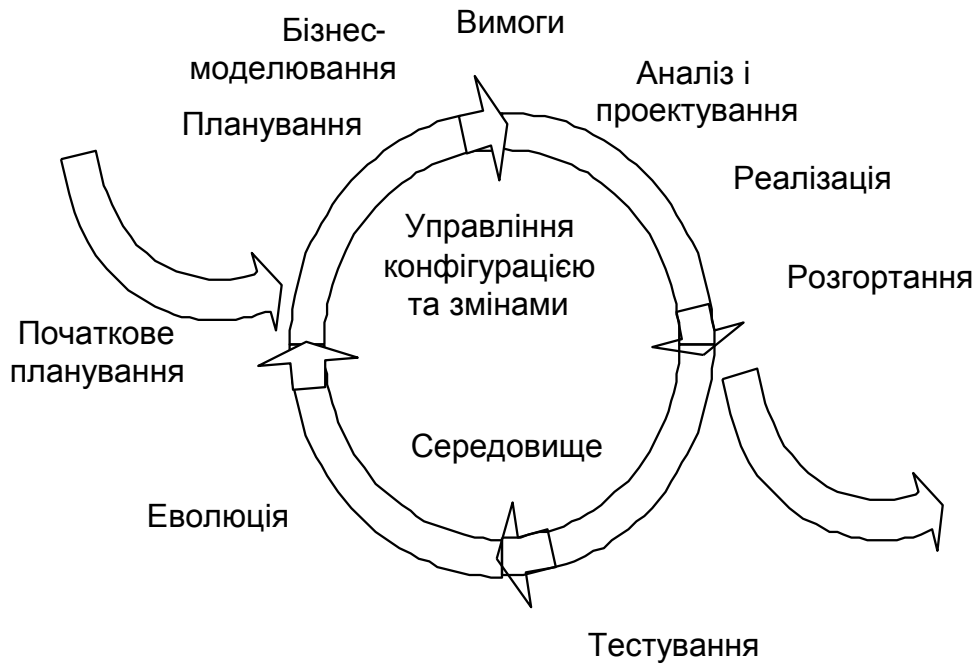 Бізнес-
моделювання
Вимоги
Аналіз і
проектування
Планування
Реалізація
Управління
конфігурацією
та змінами
Розгортання
Початкове
планування
Середовище
Еволюція
Тестування